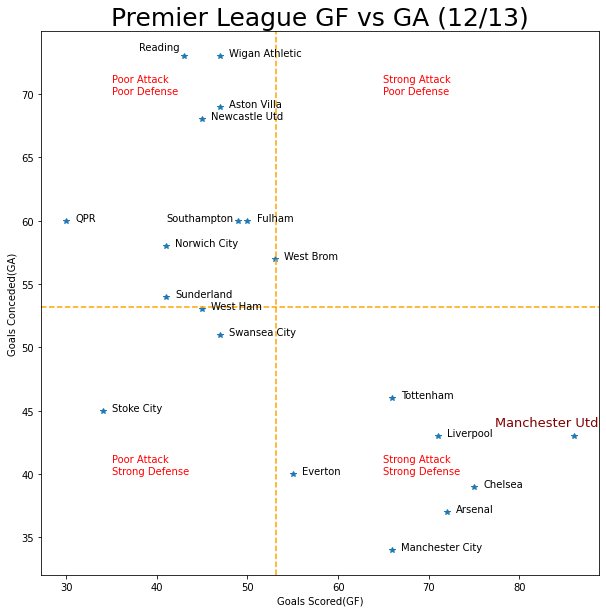 Premier League GF vs GA (12/13)
Reading
Wigan Athletic
Poor Attack
Poor Defense
Strong Attack
Poor Defense
Aston Villa
Newcastle Utd
QPR
Southampton
Fulham
Norwich City
West Brom
Sunderland
West Ham
Swansea City
Tottenham
Stoke City
Manchester Utd
Liverpool
Poor Attack
Strong Defense
Strong Attack
Strong Defense
Everton
Chelsea
Arsenal
Manchester City
Goals Conceded(GA)
70
65
60
55
50
45
40
35
30
40
50
60
70
80
Goals Scored(GF)